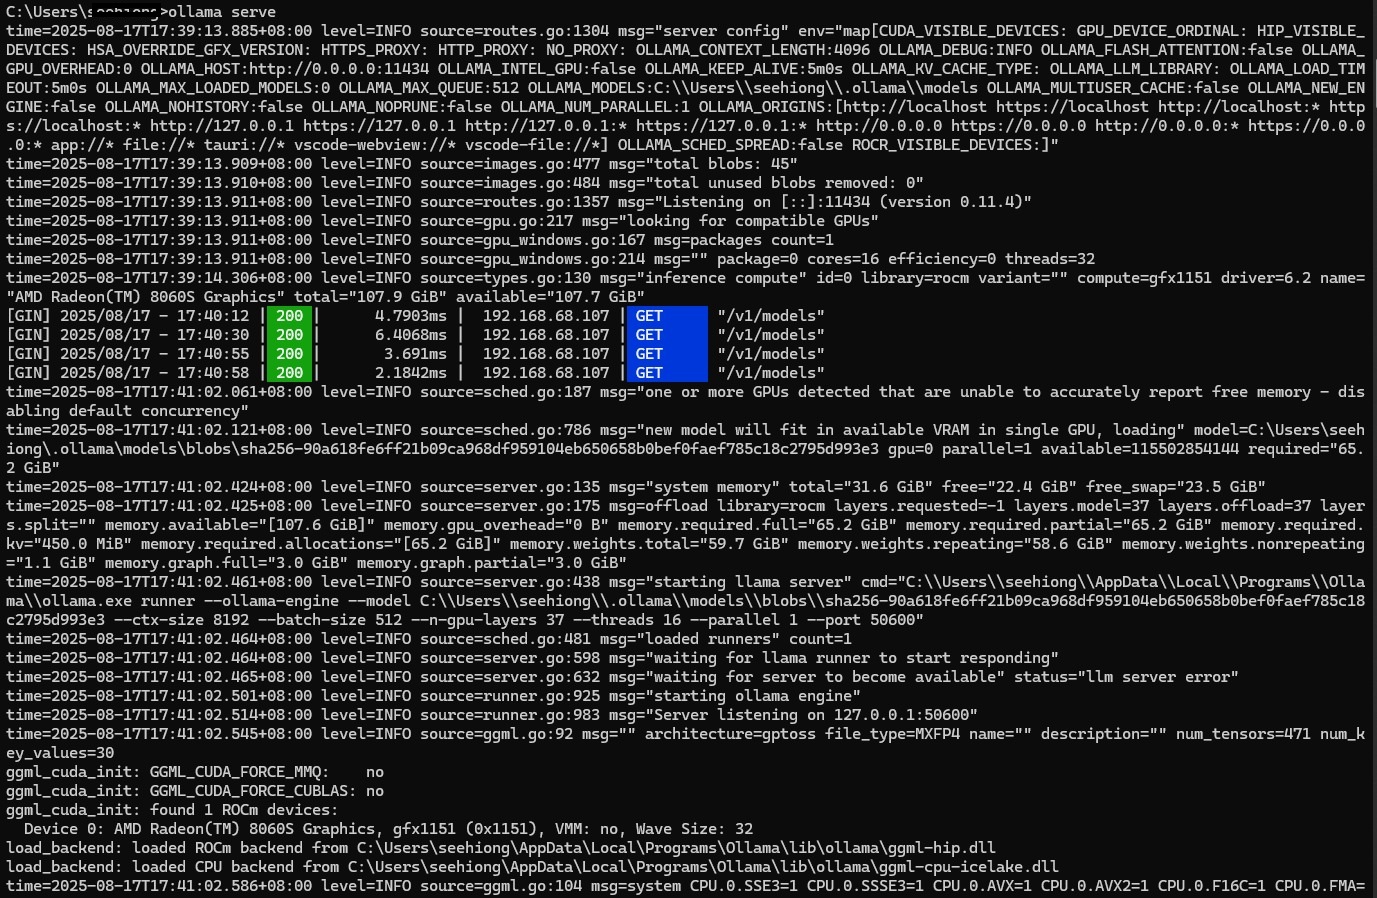 C:\Users\>ollama serve
time=2025-08-17T17:39:13.885+08:00 level=INFO source=routes.go:1304 msg="server config" env="map[CUDA_VISIBLE_DEVICES: GPU_DEVICE_ORDINAL: HIP_VISIBLE_
DEVICES: HSA_OVERRIDE_GFX_VERSION: HTTPS_PROXY: HTTP_PROXY: NO_PROXY: OLLAMA_CONTEXT_LENGTH:4096 OLLAMA_DEBUG:INFO OLLAMA_FLASH_ATTENTION:false OLLAMA_
GPU_OVERHEAD:0 OLLAMA_HOST:http://0.0.0.0:11434 OLLAMA_INTEL_GPU:false OLLAMA_KEEP_ALIVE:5m0s OLLAMA_KV_CACHE_TYPE: OLLAMA_LLM_LIBRARY: OLLAMA_LOAD_TIM
EOUT:5m0s OLLAMA_MAX_LOADED_MODELS:0 OLLAMA_MAX_QUEUE:512 OLLAMA_MODELS:C:\\Users\\seehiong\\.ollama\\models OLLAMA_MULTIUSER_CACHE:false OLLAMA_NEW_EN
GINE:false OLLAMA_NOHISTORY:false OLLAMA_NOPRUNE:false OLLAMA_NUM_PARALLEL:1 OLLAMA_ORIGINS:[http://localhost https://localhost http://localhost:* http
s://localhost:* http://127.0.0.1 https://127.0.0.1 http://127.0.0.1:* https://127.0.0.1:* http://0.0.0.0 https://0.0.0.0 http://0.0.0.0:* https://0.0.0
.0:* app://* file://* tauri://* vscode-webview://* vscode-file://*] OLLAMA_SCHED_SPREAD:false ROCR_VISIBLE_DEVICES:]"
time=2025-08-17T17:39:13.909+08:00 level=INFO source=images.go:477 msg="total blobs: 45"
time=2025-08-17T17:39:13.910+08:00 level=INFO source=images.go:484 msg="total unused blobs removed: 0"
time=2025-08-17T17:39:13.911+08:00 level=INFO source=routes.go:1357 msg="Listening on [::]:11434 (version 0.11.4)"
time=2025-08-17T17:39:13.911+08:00 level=INFO source=gpu.go:217 msg="looking for compatible GPUs"
time=2025-08-17T17:39:13.911+08:00 level=INFO source=gpu_windows.go:167 msg=packages count=1
time=2025-08-17T17:39:13.911+08:00 level=INFO source=gpu_windows.go:214 msg="" package=0 cores=16 efficiency=0 threads=32
time=2025-08-17T17:39:14.306+08:00 level=INFO source=types.go:130 msg="inference compute" id=0 library=rocm variant="" compute=gfx1151 driver=6.2 name=
"AMD Radeon(TM) 8060S Graphics" total="107.9 GiB" available="107.7 GiB"
[GIN] 2025/08/17 - 17:40:12 | 200 |      4.7903ms |  192.168.68.107 | GET      "/v1/models"
[GIN] 2025/08/17 - 17:40:30 | 200 |      6.4068ms |  192.168.68.107 | GET      "/v1/models"
[GIN] 2025/08/17 - 17:40:55 | 200 |       3.691ms |  192.168.68.107 | GET      "/v1/models"
[GIN] 2025/08/17 - 17:40:58 | 200 |      2.1842ms |  192.168.68.107 | GET      "/v1/models"
time=2025-08-17T17:41:02.061+08:00 level=INFO source=sched.go:187 msg="one or more GPUs detected that are unable to accurately report free memory - dis
abling default concurrency"
time=2025-08-17T17:41:02.121+08:00 level=INFO source=sched.go:786 msg="new model will fit in available VRAM in single GPU, loading" model=C:\Users\seeh
iong\.ollama\models\blobs\sha256-90a618fe6ff21b09ca968df959104eb650658b0bef0faef785c18c2795d993e3 gpu=0 parallel=1 available=115502854144 required="65.
2 GiB"
time=2025-08-17T17:41:02.424+08:00 level=INFO source=server.go:135 msg="system memory" total="31.6 GiB" free="22.4 GiB" free_swap="23.5 GiB"
time=2025-08-17T17:41:02.425+08:00 level=INFO source=server.go:175 msg=offload library=rocm layers.requested=-1 layers.model=37 layers.offload=37 layer
s.split="" memory.available="[107.6 GiB]" memory.gpu_overhead="0 B" memory.required.full="65.2 GiB" memory.required.partial="65.2 GiB" memory.required.
kv="450.0 MiB" memory.required.allocations="[65.2 GiB]" memory.weights.total="59.7 GiB" memory.weights.repeating="58.6 GiB" memory.weights.nonrepeating
="1.1 GiB" memory.graph.full="3.0 GiB" memory.graph.partial="3.0 GiB"
time=2025-08-17T17:41:02.461+08:00 level=INFO source=server.go:438 msg="starting llama server" cmd="C:\\Users\\seehiong\\AppData\\Local\\Programs\\Olla
ma\\ollama.exe runner --ollama-engine --model C:\\Users\\seehiong\\.ollama\\models\\blobs\\sha256-90a618fe6ff21b09ca968df959104eb650658b0bef0faef785c18
c2795d993e3 --ctx-size 8192 --batch-size 512 --n-gpu-layers 37 --threads 16 --parallel 1 --port 50600"
time=2025-08-17T17:41:02.464+08:00 level=INFO source=sched.go:481 msg="loaded runners" count=1
time=2025-08-17T17:41:02.464+08:00 level=INFO source=server.go:598 msg="waiting for llama runner to start responding"
time=2025-08-17T17:41:02.465+08:00 level=INFO source=server.go:632 msg="waiting for server to become available" status="llm server error"
time=2025-08-17T17:41:02.501+08:00 level=INFO source=runner.go:925 msg="starting ollama engine"
time=2025-08-17T17:41:02.514+08:00 level=INFO source=runner.go:983 msg="Server listening on 127.0.0.1:50600"
time=2025-08-17T17:41:02.545+08:00 level=INFO source=ggml.go:92 msg="" architecture=gptoss file_type=MXFP4 name="" description="" num_tensors=471 num_k
ey_values=30
ggml_cuda_init: GGML_CUDA_FORCE_MMQ:    no
ggml_cuda_init: GGML_CUDA_FORCE_CUBLAS: no
ggml_cuda_init: found 1 ROCm devices:
  Device 0: AMD Radeon(TM) 8060S Graphics, gfx1151 (0x1151), VMM: no, Wave Size: 32
load_backend: loaded ROCm backend from C:\Users\seehiong\AppData\Local\Programs\Ollama\lib\ollama\ggml-hip.dll
load_backend: loaded CPU backend from C:\Users\seehiong\AppData\Local\Programs\Ollama\lib\ollama\ggml-cpu-icelake.dll
time=2025-08-17T17:41:02.586+08:00 level=INFO source=ggml.go:104 msg=system CPU.0.SSE3=1 CPU.0.SSSE3=1 CPU.0.AVX=1 CPU.0.AVX2=1 CPU.0.F16C=1 CPU.0.FMA=